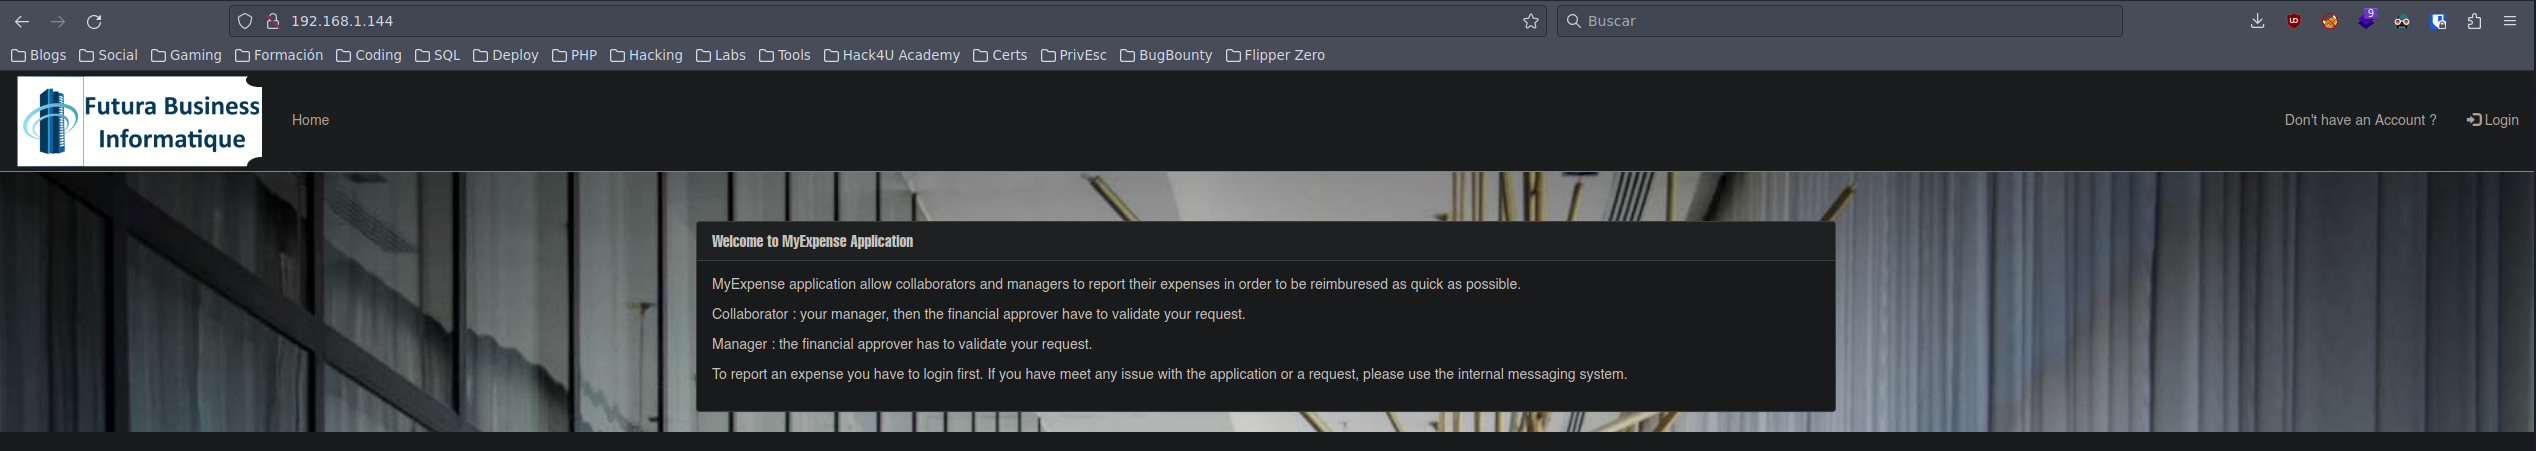 192.168.1.144
Buscar
9
Blogs Social Gaming Formación Coding SQL Deploy PHP Hacking Labs Tools Hack4U Academy Certs PrivEsc BugBounty Flipper Zero
Futura Business
Informatique
Home
Don't have an Account ?
Login
Welcome to MyExpense Application
MyExpense application allow collaborators and managers to report their expenses in order to be reimburesed as quick as possible.
Collaborator : your manager, then the financial approver have to validate your request.
Manager : the financial approver has to validate your request.
To report an expense you have to login first. If you have meet any issue with the application or a request, please use the internal messaging system.